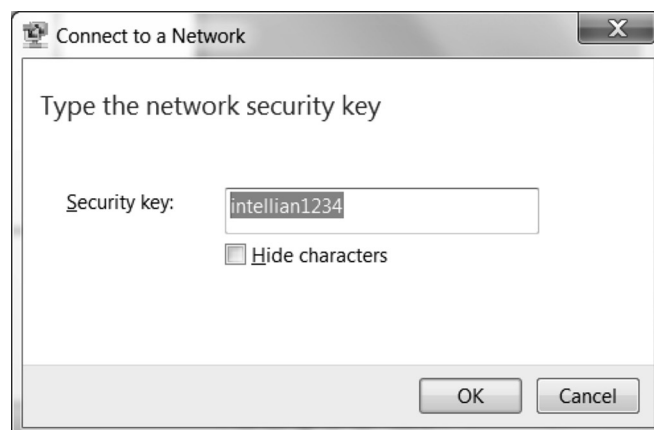 Connect to a Network
X
Type the network security key
Security key:
intellian1234
Hide characters
OK
Cancel